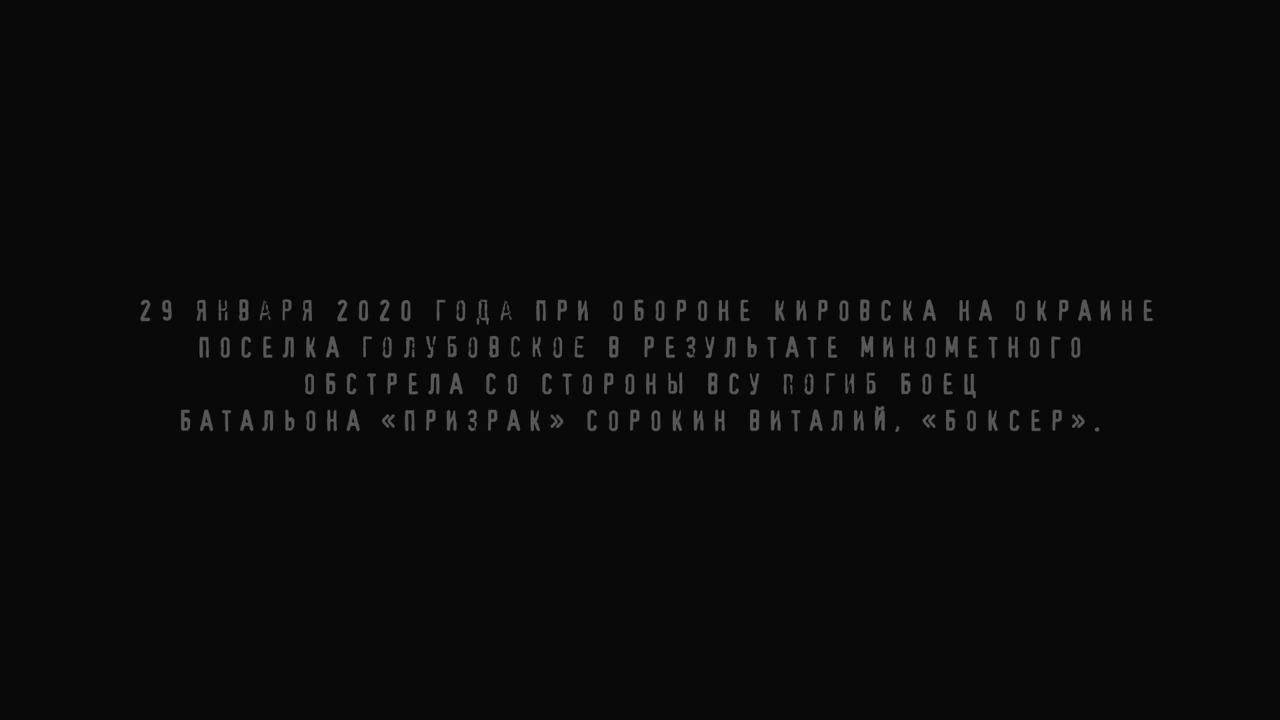 29 ЯНВАРЯ 2020 ГОДА ПРИ ОБОРОНЕ КИРОВСКА НА ОКРАИНЕ
ПОСЕЛКА ГОЛУБОВСКОЕ В РЕЗУЛЬТАТЕ МИНОМЕТНОГО
ОБСТРЕЛА СО СТОРОНЫ ВСУ ПОГИБ БОЕЦ
БАТАЛЬОНА «ПРИЗРАК» СОРОКИН ВИТАЛИЙ, «БОКСЕР».